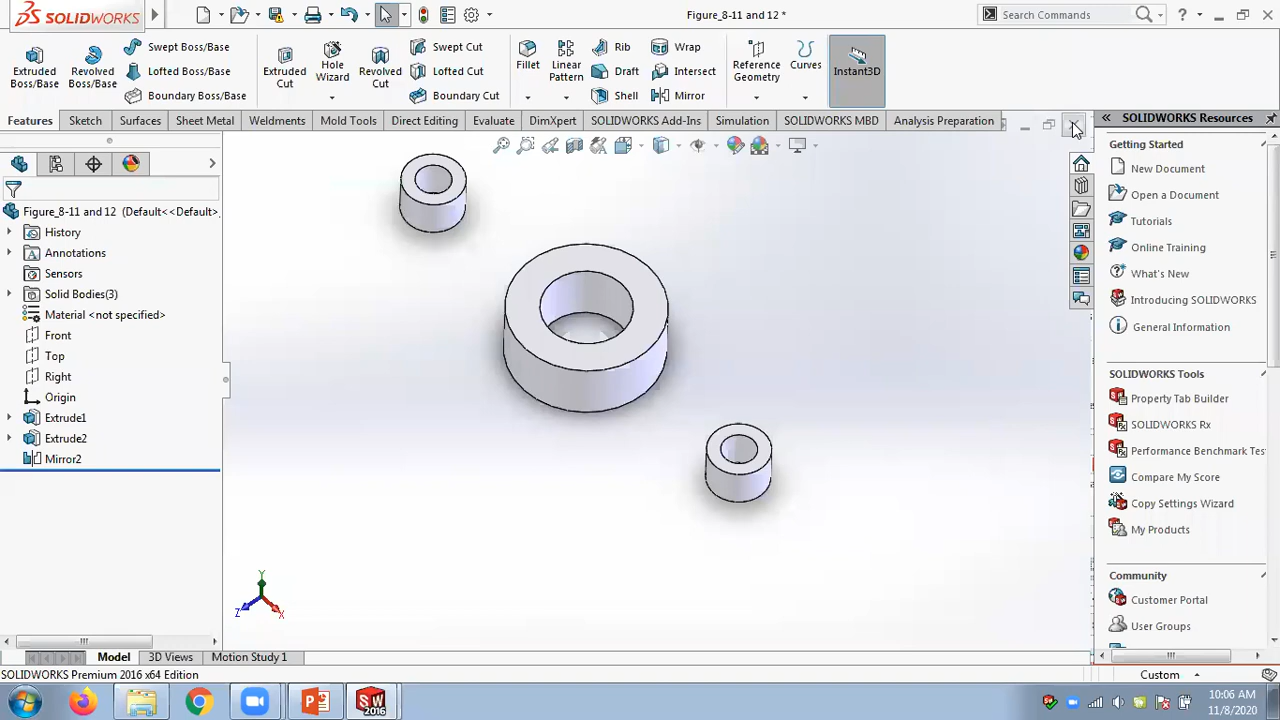 SOLIDWORKS
Figure_8-11 and 12 *
Search Commands
?
Extruded Boss/Base
Revolved Boss/Base
Swept Boss/Base
Lofted Boss/Base
Boundary Boss/Base
Extruded Cut
Hole Wizard
Revolved Cut
Swept Cut
Lofted Cut
Boundary Cut
Fillet
Linear Pattern
Rib
Draft
Shell
Wrap
Intersect
Mirror
Reference Geometry
Curves
Instant3D
Features
Sketch
Surfaces
Sheet Metal
Weldments
Mold Tools
Direct Editing
Evaluate
DimXpert
SOLIDWORKS Add-Ins
Simulation
SOLIDWORKS MBD
Analysis Preparation
Figure_8-11 and 12 (Default<<Default>
History
Annotations
Sensors
Solid Bodies(3)
Material <not specified>
Front
Top
Right
Origin
Extrude1
Extrude2
Mirror2
Y
Z
X
SOLIDWORKS Resources
Getting Started
New Document
Open a Document
Tutorials
Online Training
What's New
Introducing SOLIDWORKS
General Information
SOLIDWORKS Tools
Property Tab Builder
SOLIDWORKS Rx
Performance Benchmark Tes
Compare My Score
Copy Settings Wizard
My Products
Community
Customer Portal
User Groups
Model
3D Views
Motion Study 1
SOLIDWORKS Premium 2016 x64 Edition
Custom
SW 2016
10:06 AM
11/8/2020